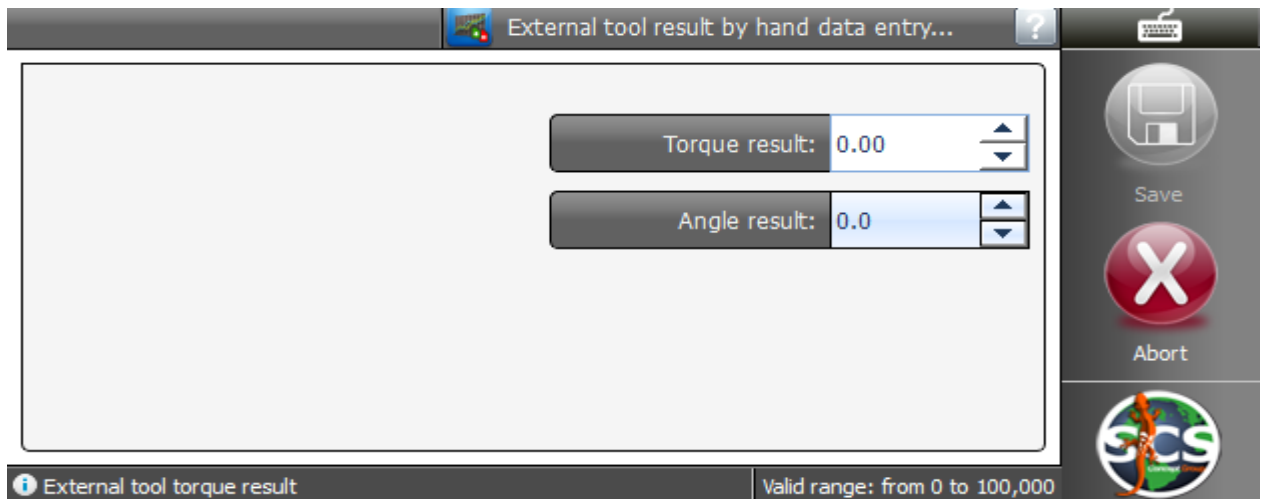 External tool result by hand data entry...
?
Torque result: 0.00
Angle result: 0.0
Save
X
Abort
SCS
External tool torque result
Valid range: from 0 to 100,000